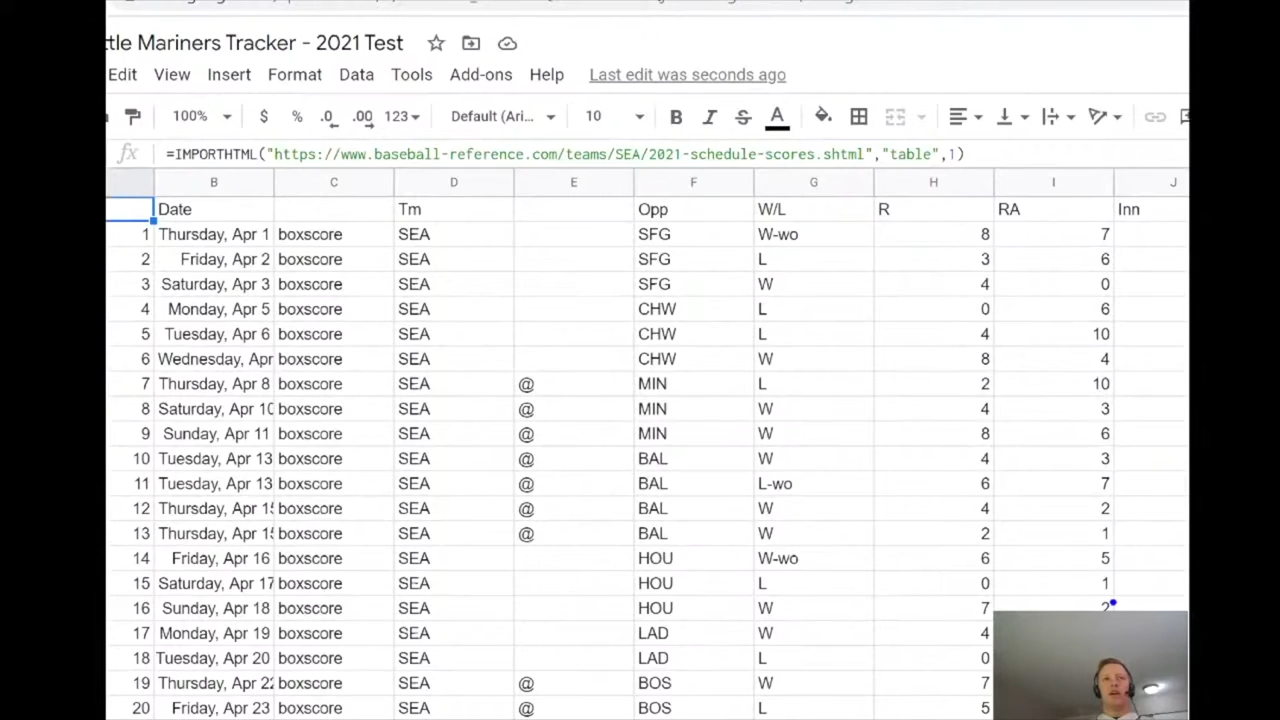 ttle Mariners Tracker - 2021 Test
Edit View Insert Format Data Tools Add-ons Help Last edit was seconds ago
100% $ % .0 .00 123 Default (Ari... 10 B I S A
fx =IMPORTHTML("https://www.baseball-reference.com/teams/SEA/2021-schedule-scores.shtml","table",1)
B C D E F G H I J
Date Tm Opp W/L R RA Inn
1 Thursday, Apr 1 boxscore SEA SFG W-wo 8 7
2 Friday, Apr 2 boxscore SEA SFG L 3 6
3 Saturday, Apr 3 boxscore SEA SFG W 4 0
4 Monday, Apr 5 boxscore SEA CHW L 0 6
5 Tuesday, Apr 6 boxscore SEA CHW L 4 10
6 Wednesday, Apr boxscore SEA CHW W 8 4
7 Thursday, Apr 8 boxscore SEA @ MIN L 2 10
8 Saturday, Apr 10 boxscore SEA @ MIN W 4 3
9 Sunday, Apr 11 boxscore SEA @ MIN W 8 6
10 Tuesday, Apr 13 boxscore SEA @ BAL W 4 3
11 Tuesday, Apr 13 boxscore SEA @ BAL L-wo 6 7
12 Thursday, Apr 15 boxscore SEA @ BAL W 4 2
13 Thursday, Apr 15 boxscore SEA @ BAL W 2 1
14 Friday, Apr 16 boxscore SEA HOU W-wo 6 5
15 Saturday, Apr 17 boxscore SEA HOU L 0 1
16 Sunday, Apr 18 boxscore SEA HOU W 7 2
17 Monday, Apr 19 boxscore SEA LAD W 4
18 Tuesday, Apr 20 boxscore SEA LAD L 0
19 Thursday, Apr 22 boxscore SEA @ BOS W 7
20 Friday, Apr 23 boxscore SEA @ BOS L 5